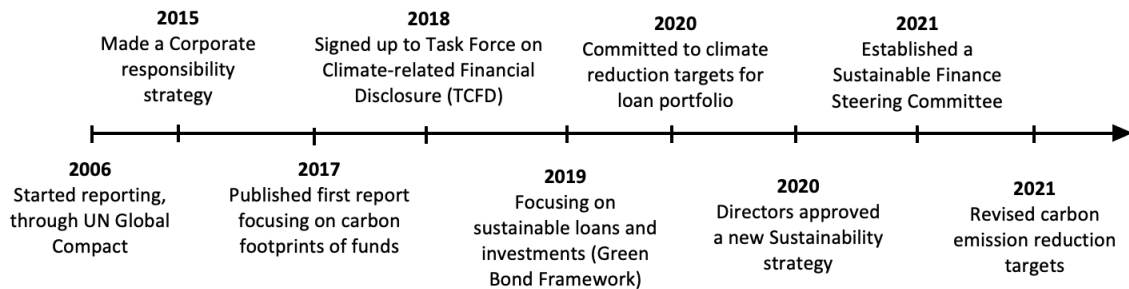 2015
Made a Corporate
responsibility
strategy
2018
Signed up to Task Force on
Climate-related Financial
Disclosure (TCFD)
2020
Committed to climate
reduction targets for
loan portfolio
2021
Established a
Sustainable Finance
Steering Committee
2006
Started reporting,
through UN Global
Compact
2017
Published first report
focusing on carbon
footprints of funds
2019
Focusing on
sustainable loans and
investments (Green
Bond Framework)
2020
Directors approved
a new Sustainability
strategy
2021
Revised carbon
emission reduction
targets